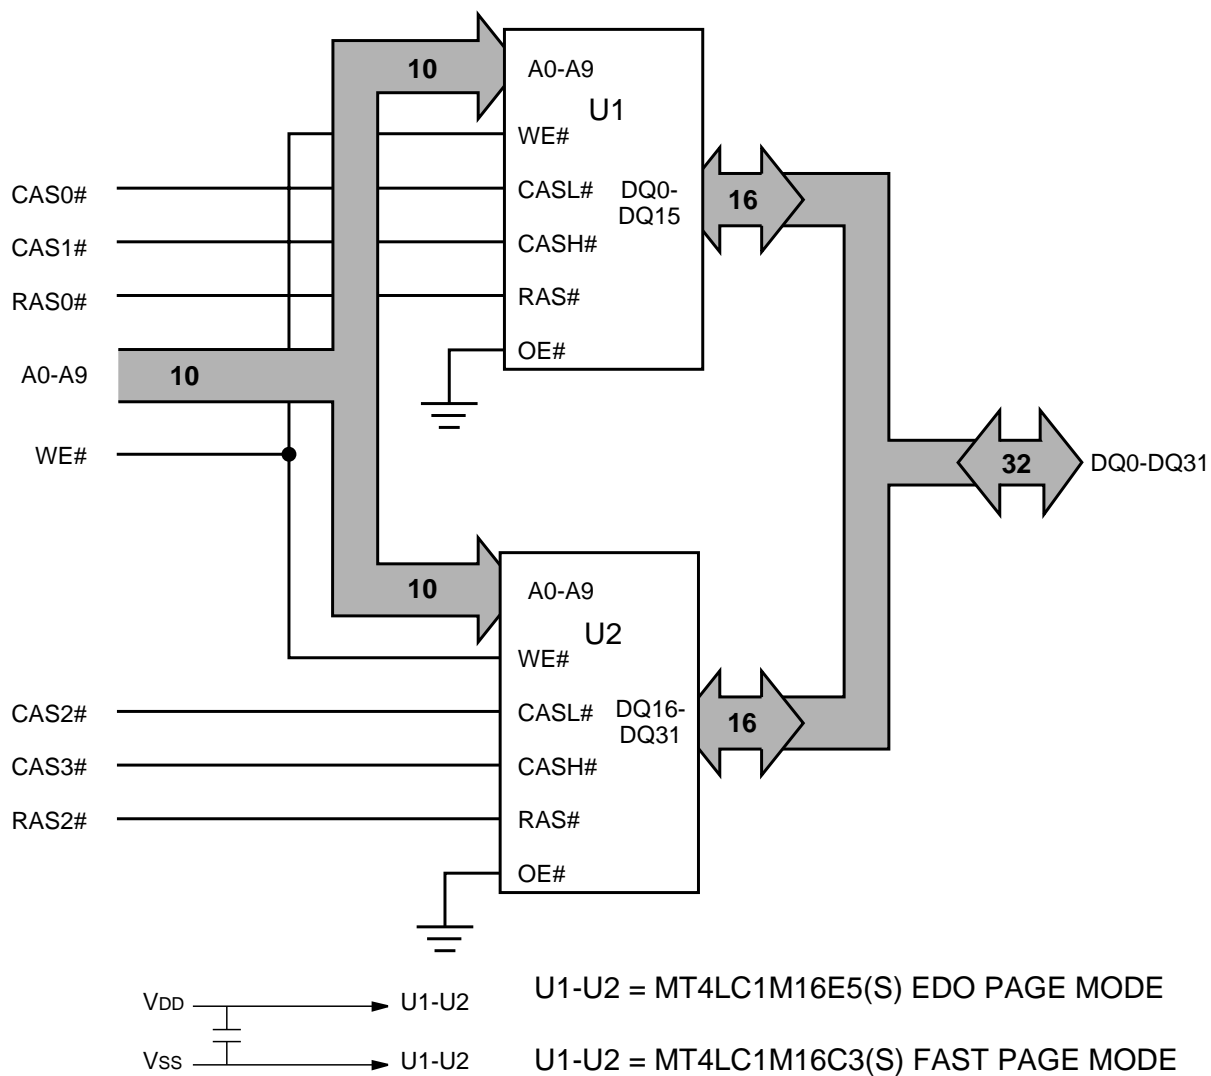 10
A0-A9
U1
WE#
CAS0#
CASL#
DQ0-
DQ15
16
CAS1#
CASH#
RAS0#
RAS#
OE#
A0-A9
10
WE#
32
DQ0-DQ31
10
A0-A9
U2
WE#
CAS2#
CASL#
DQ16-
DQ31
16
CAS3#
CASH#
RAS2#
RAS#
OE#
VDD
U1-U2
U1-U2 = MT4LC1M16E5(S) EDO PAGE MODE
VSS
U1-U2
U1-U2 = MT4LC1M16C3(S) FAST PAGE MODE